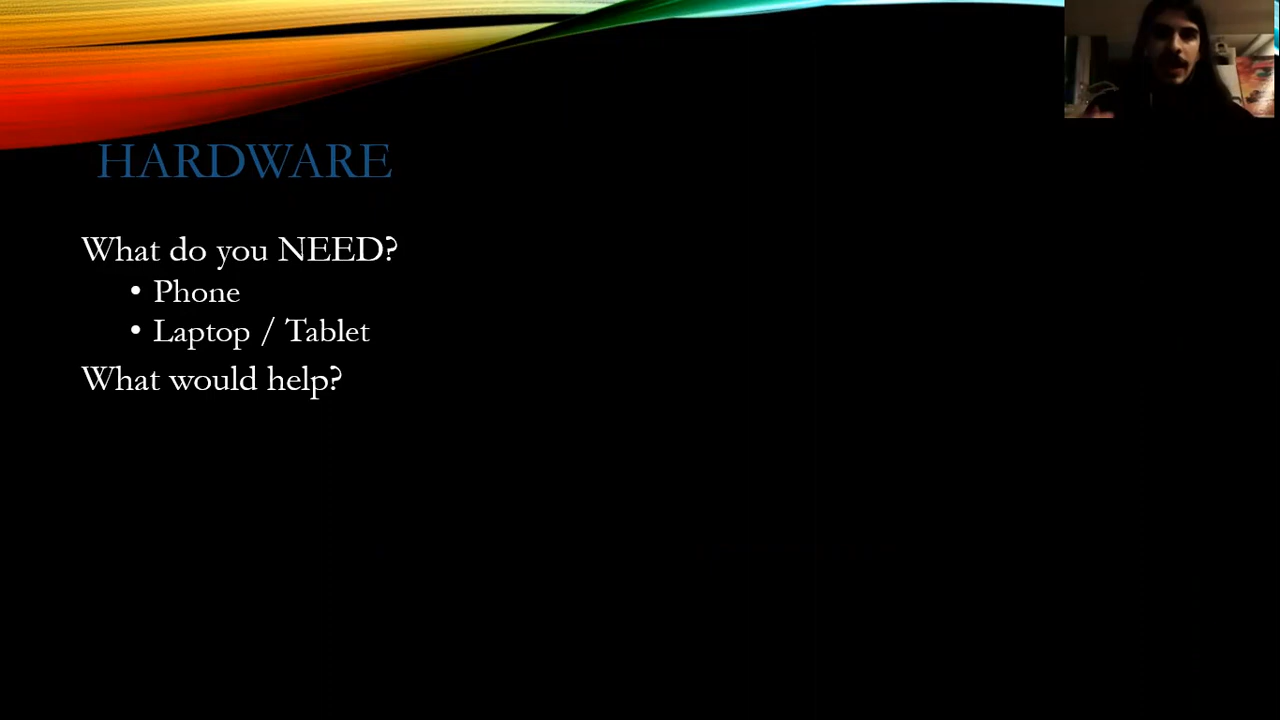 HARDWARE
What do you NEED?
• Phone
• Laptop / Tablet
What would help?